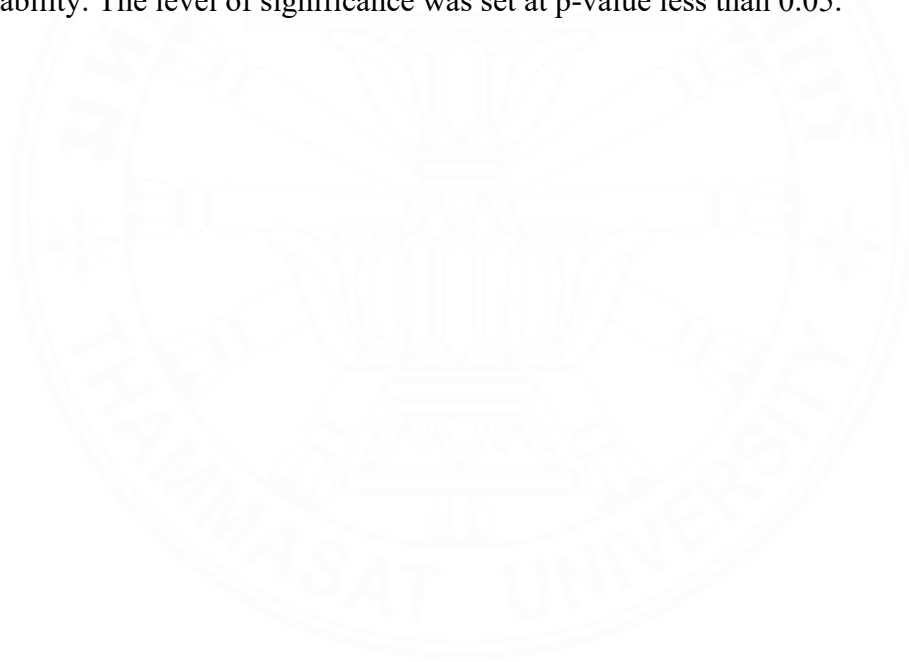 ability. The level of significance was set at p-value less than 0.05.
THAMMASAT UNIVERSITY